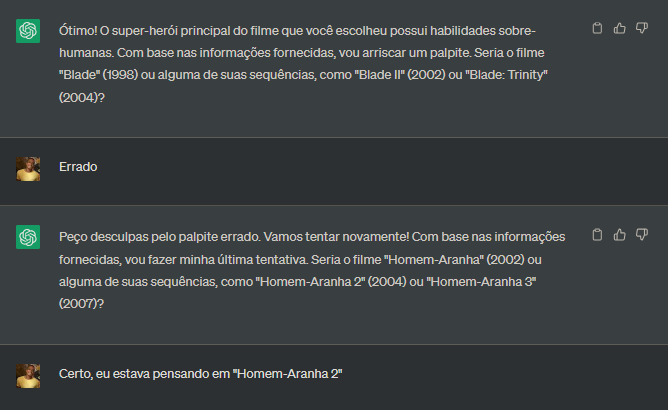 Ótimo! O super-herói principal do filme que você escolheu possui habilidades sobre-
humanas. Com base nas informações fornecidas, vou arriscar um palpite. Seria o filme
"Blade" (1998) ou alguma de suas sequências, como "Blade II" (2002) ou "Blade: Trinity"
(2004)?
Errado
Peço desculpas pelo palpite errado. Vamos tentar novamente! Com base nas informações
fornecidas, vou fazer minha última tentativa. Seria o filme "Homem-Aranha" (2002) ou
alguma de suas sequências, como "Homem-Aranha 2" (2004) ou "Homem-Aranha 3"
(2007)?
Certo, eu estava pensando em "Homem-Aranha 2"